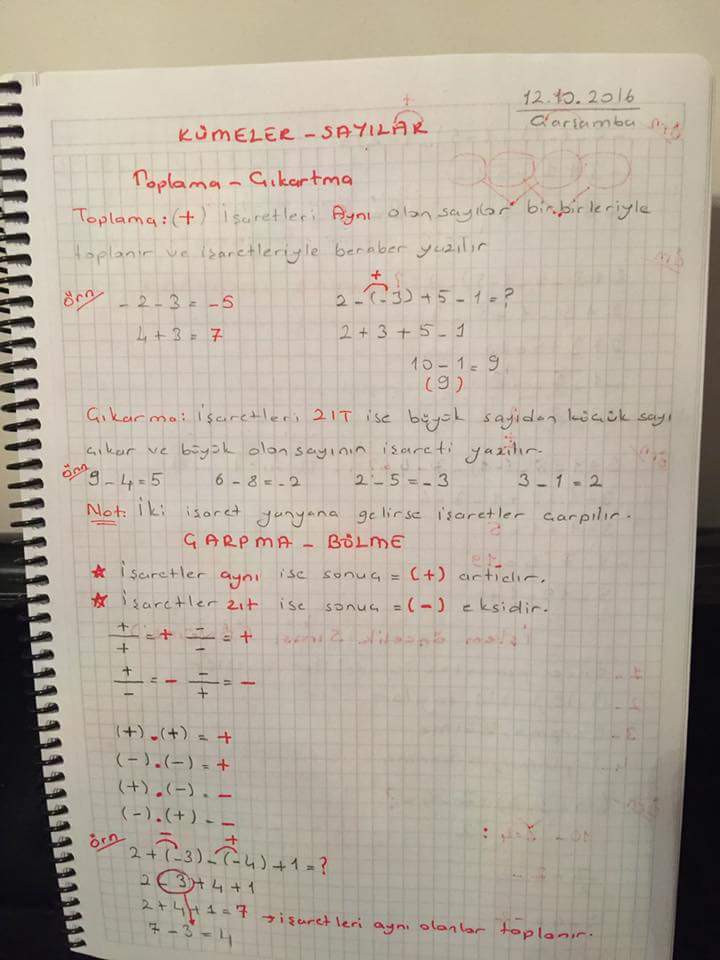 12.10.2016
Çarşamba
KÜMELER - SAYILAR
Toplama - Çıkartma
Toplama: (+) İşaretleri Aynı olan sayılar birbirleriyle
toplanır ve işaretleriyle beraber yazılır
örn
- 2 - 3 = -5
2 - (-3) + 5 - 1 = ?
+
4 + 3 = 7
2 + 3 + 5 - 1
10 - 1 = 9
(9)
Çıkarma: İşaretleri ZIT ise büyük sayıdan küçük sayı
çıkar ve büyük olan sayının işareti yazılır.
örn
9 - 4 = 5 6 - 8 = - 2 2 - 5 = - 3 3 - 1 = 2
Not: İki işaret yanyana gelirse işaretler çarpılır.
ÇARPMA - BÖLME
★ İşaretler aynı ise sonuç = (+) artıdır.
★ İşaretler zıt ise sonuç = (-) eksidir.
+/+ = + -/- = +
+/- = - -/+ = -
(+).(+) = +
(-).(-) = +
(+).(-) = -
(-).(+) = -
örn
- +
2 + (-3) - (-4) + 1 = ?
2 - 3 + 4 + 1
2 + 4 + 1 = 7 → işaretleri aynı olanlar toplanır.
7 - 3 = 4